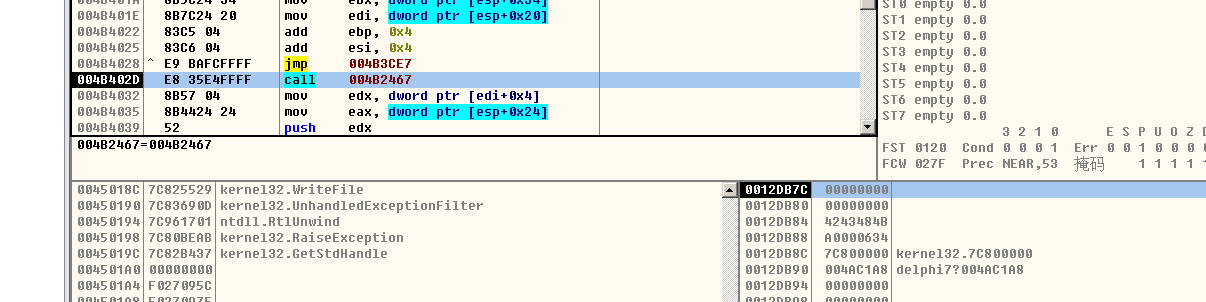 004B401E 8B7C24 20 mov edi, dword ptr [esp+0x20]
004B4022 83C5 04 add ebp, 0x4
004B4025 83C6 04 add esi, 0x4
004B4028 ^ E9 BAFCFFFF jmp 004B3CE7
004B402D E8 35E4FFFF call 004B2467
004B4032 8B57 04 mov edx, dword ptr [edi+0x4]
004B4035 8B4424 24 mov eax, dword ptr [esp+0x24]
004B4039 52 push edx
004B2467=004B2467
ST0 empty 0.0
ST1 empty 0.0
ST2 empty 0.0
ST3 empty 0.0
ST4 empty 0.0
ST5 empty 0.0
ST6 empty 0.0
ST7 empty 0.0
3 2 1 0 E S P U O Z D
FST 0120 Cond 0 0 0 1 Err 0 0 1 0 0 0 0
FCW 027F Prec NEAR,53 掩码 1 1 1 1 1
0045018C 7C825529 kernel32.WriteFile
00450190 7C83690D kernel32.UnhandledExceptionFilter
00450194 7C961701 ntdll.RtlUnwind
00450198 7C80BEAB kernel32.RaiseException
0045019C 7C82B437 kernel32.GetStdHandle
004501A0 00000000
004501A4 F027095C
0012DB7C 00000000
0012DB80 00000000
0012DB84 4243484B
0012DB88 A0000634
0012DB8C 7C800000 kernel32.7C800000
0012DB90 004AC1A8 delphi7?004AC1A8
0012DB94 00000000